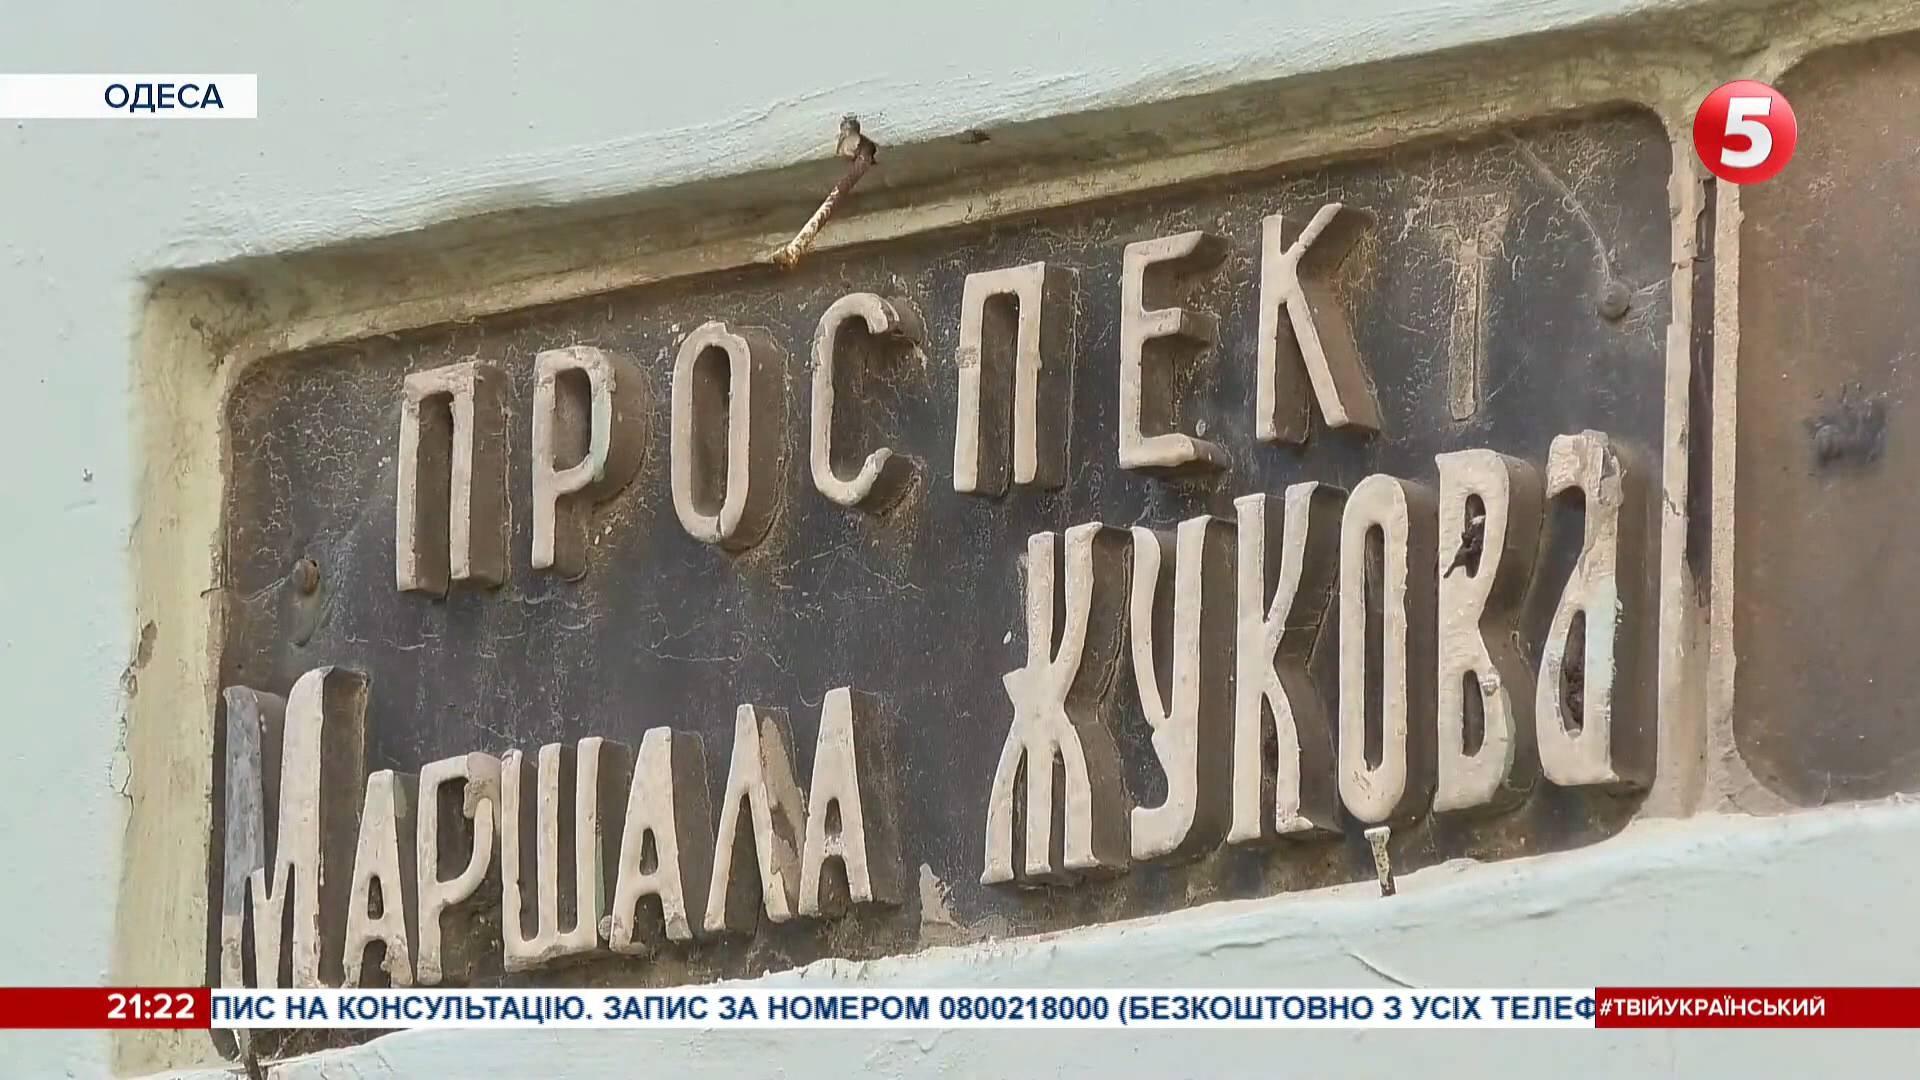 ОДЕСА
5
ПРОСПЕКТ
МАРШАЛА ЖУКОВа
21:22
ПИС НА КОНСУЛЬТАЦІЮ. ЗАПИС ЗА НОМЕРОМ 0800218000 (БЕЗКОШТОВНО З УСІХ ТЕЛЕФ
#ТВІЙУКРАЇНСЬКИЙ